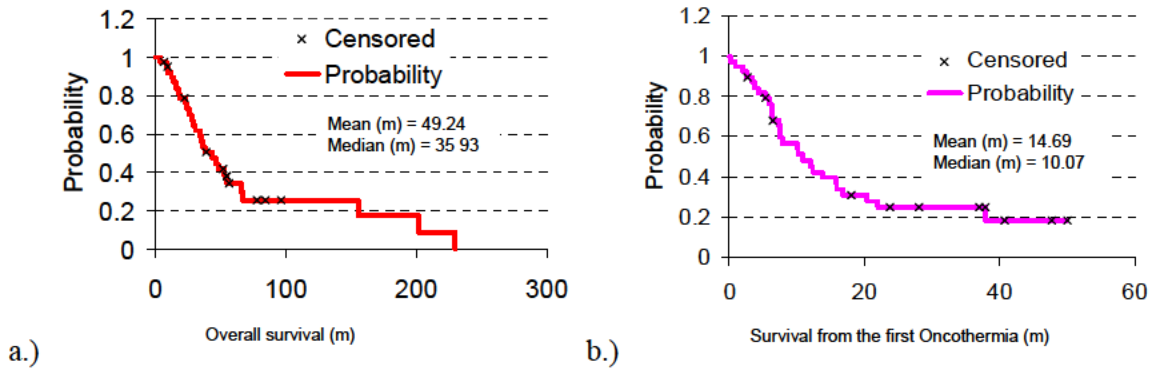 1.2
1
0.8
0.6
0.4
0.2
0
Probability
Censored
Probability
Mean (m) = 49.24
Median (m) = 35 93
0 100 200 300
Overall survival (m)
a.)
1.2
1
0.8
0.6
0.4
0.2
0
Probability
Censored
Probability
Mean (m) = 14.69
Median (m) = 10.07
0 20 40 60
Survival from the first Oncothermia (m)
b.)